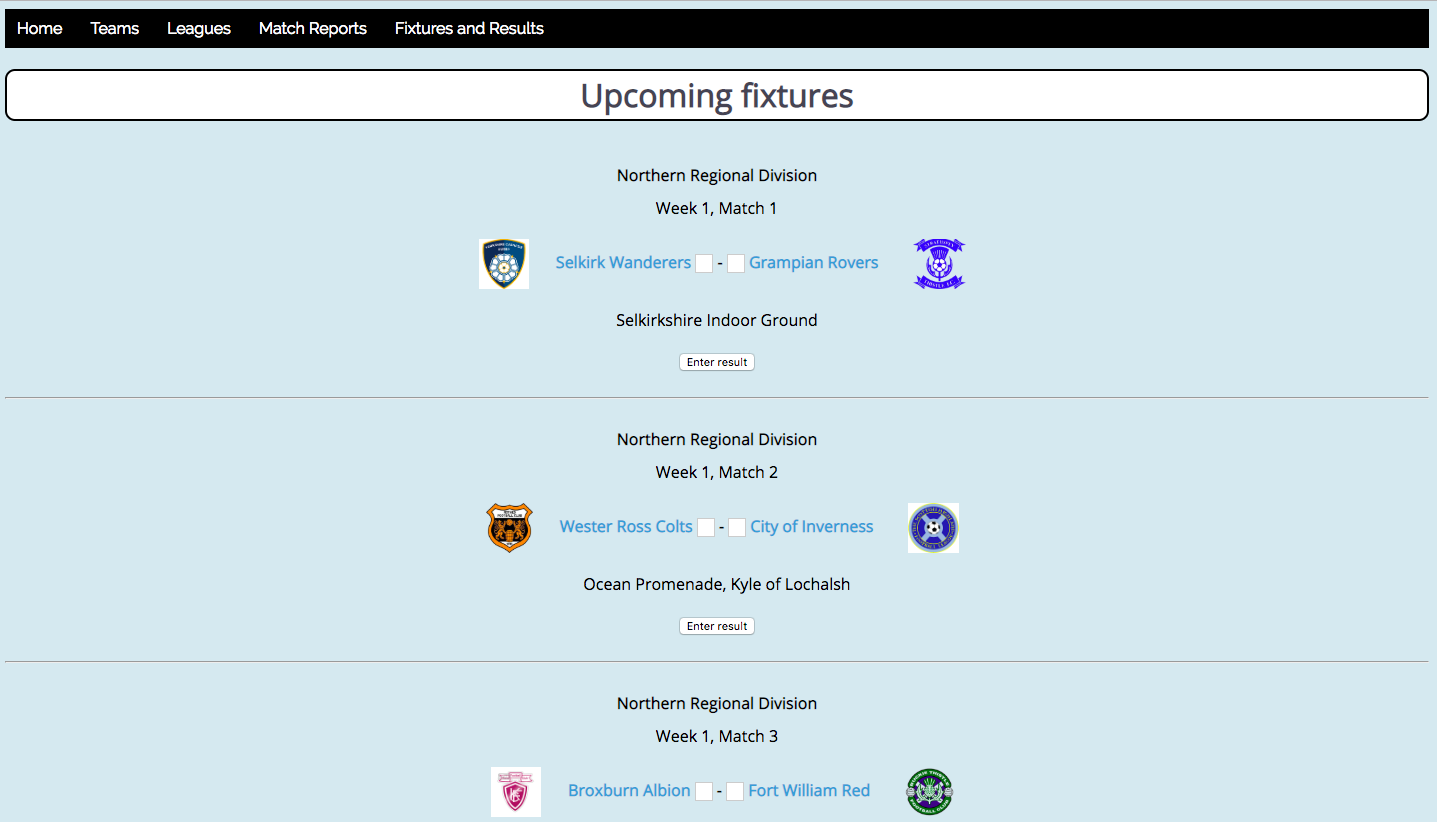 Home Teams Leagues Match Reports Fixtures and Results
Upcoming fixtures
Northern Regional Division
Week 1, Match 1
Selkirk Wanderers - Grampian Rovers
Selkirkshire Indoor Ground
Enter result
Northern Regional Division
Week 1, Match 2
Wester Ross Colts - City of Inverness
Ocean Promenade, Kyle of Lochalsh
Enter result
Northern Regional Division
Week 1, Match 3
Broxburn Albion - Fort William Red